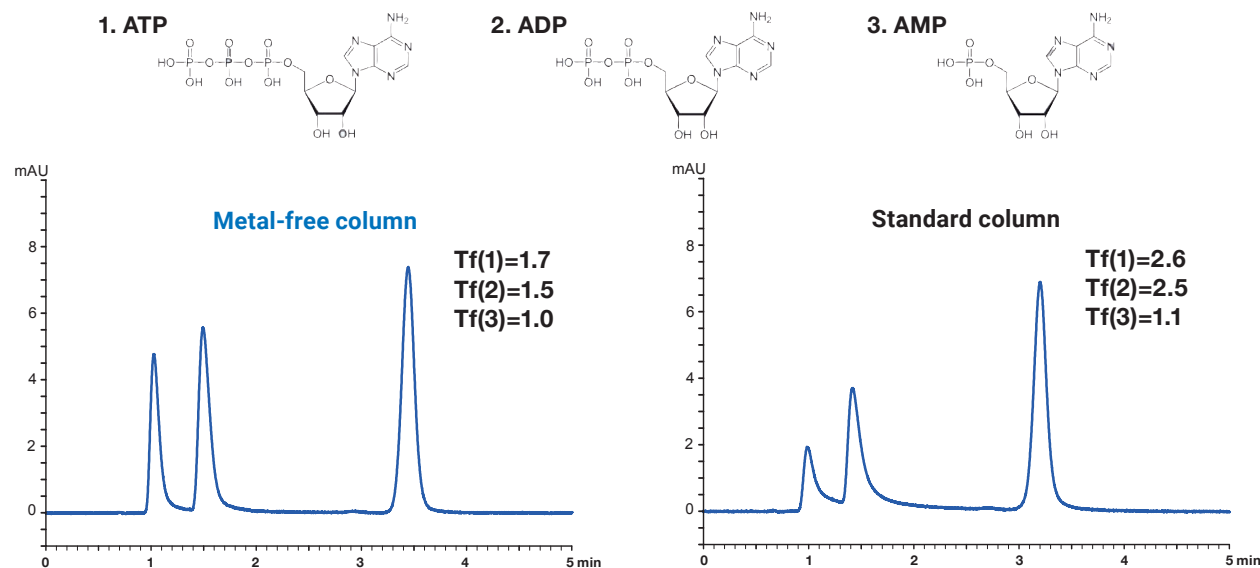 1. ATP
2. ADP
3. AMP
NH2
N
N
N
N
O
O
O
HO
P
O
P
O
P
O
O
OH
OH
OH
OH
OH
NH2
N
N
N
N
O
O
HO
P
O
P
O
O
OH
OH
OH
OH
NH2
N
N
N
N
O
HO
P
O
O
OH
OH
OH
mAU
Metal-free column
Tf(1)=1.7
Tf(2)=1.5
Tf(3)=1.0
8
6
4
2
0
0
1
2
3
4
5 min
mAU
Standard column
Tf(1)=2.6
Tf(2)=2.5
Tf(3)=1.1
8
6
4
2
0
0
1
2
3
4
5 min